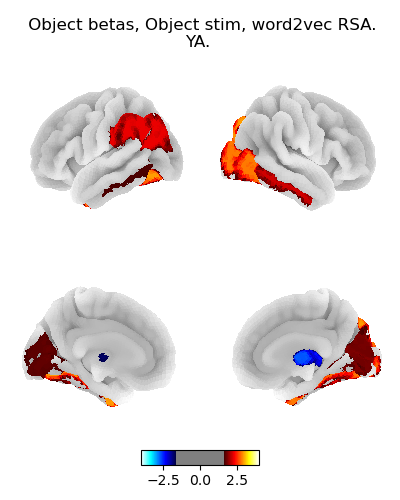 Object betas, Object stim, word2vec RSA.
YA.
−2.5 0.0 2.5